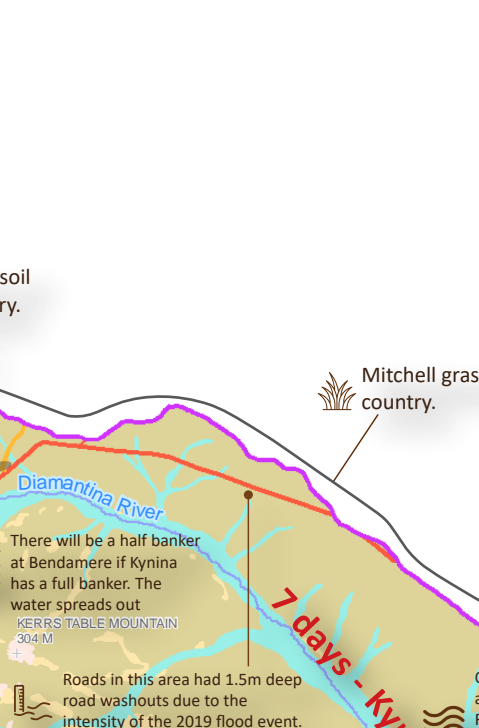 soil
ry.
Mitchell gras
country.
Diamantina River
There will be a half banker
at Bendamere if Kynina
has a full banker. The
water spreads out
KERRS TABLE MOUNTAIN
304 M
7 days - Ky
Roads in this area had 1.5m deep
road washouts due to the
intensity of the 2019 flood event.